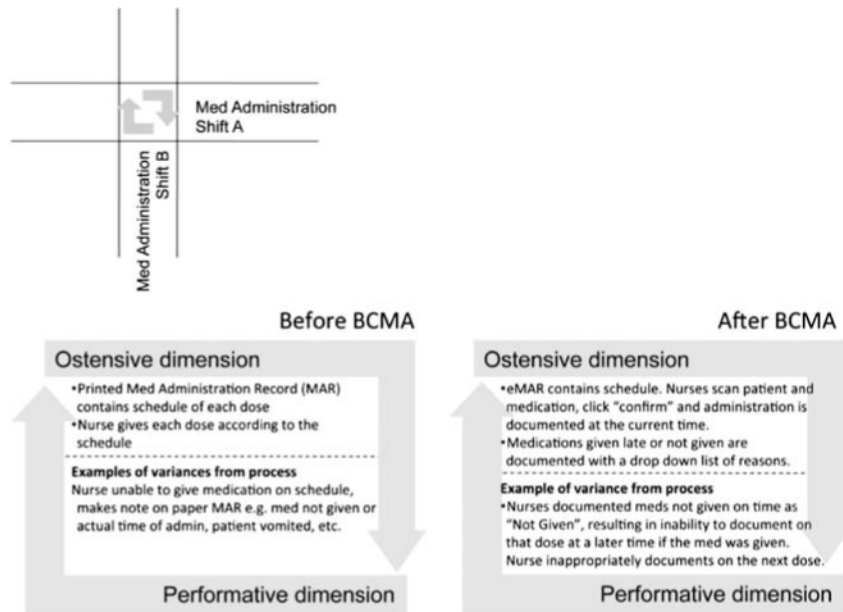 Med Administration
Shift A
Med Administration
Shift B
Before BCMA
Ostensive dimension
•Printed Med Administration Record (MAR)
contains schedule of each dose
•Nurse gives each dose according to the
schedule
Examples of variances from process
Nurse unable to give medication on schedule,
makes note on paper MAR e.g. med not given or
actual time of admin, patient vomited, etc.
Performative dimension
After BCMA
Ostensive dimension
•eMAR contains schedule. Nurses scan patient and
medication, click “confirm” and administration is
documented at the current time.
•Medications given late or not given are
documented with a drop down list of reasons.
Example of variance from process
•Nurses documented meds not given on time as
“Not Given”, resulting in inability to document on
that dose at a later time if the med was given.
Nurse inappropriately documents on the next dose.
Performative dimension